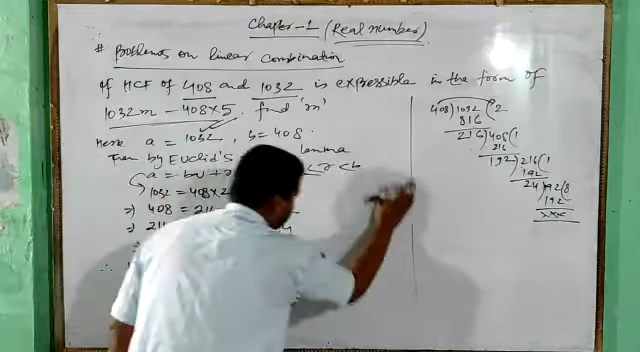 Chapter-1 (Real number)
# Problems on linear combination
If HCF of 408 and 1032 is expressible in the form of
1032m - 408×5. find 'm'
Here a = 1032, b = 408.
Then by Euclid's lemma
a = bq + r < r < b
1032 = 408×2
⇒ 408 = 21
⇒ 21
408)1032(2
816
216)408(1
216
192)216(1
192
24)192(8
192
×××